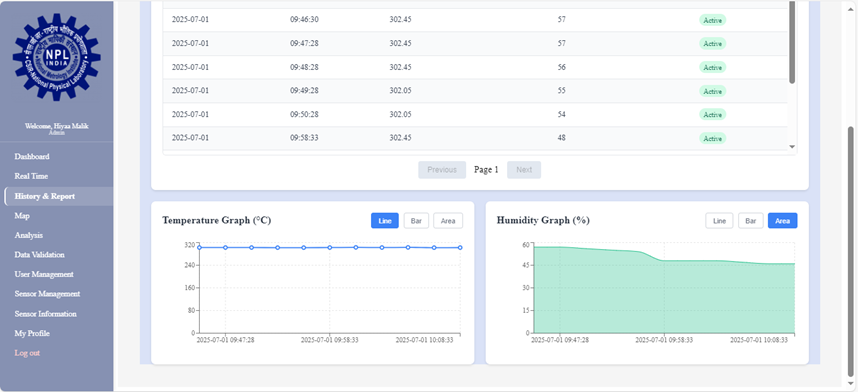 NPL
INDIA
CSIR-National Physical Laboratory
Welcome, Hiyaa Malik
Admin
Dashboard
Real Time
History & Report
Map
Analysis
Data Validation
User Management
Sensor Management
Sensor Information
My Profile
Log out
2025-07-01 09:46:30 302.45 57 Active
2025-07-01 09:47:28 302.45 57 Active
2025-07-01 09:48:28 302.45 56 Active
2025-07-01 09:49:28 302.05 55 Active
2025-07-01 09:50:28 302.05 54 Active
2025-07-01 09:58:33 302.45 48 Active
Previous Page 1 Next
Temperature Graph (°C) Line Bar Area
320
240
160
80
0
2025-07-01 09:47:28 2025-07-01 09:58:33 2025-07-01 10:08:33
Humidity Graph (%) Line Bar Area
60
45
30
15
0
2025-07-01 09:47:28 2025-07-01 09:58:33 2025-07-01 10:08:33